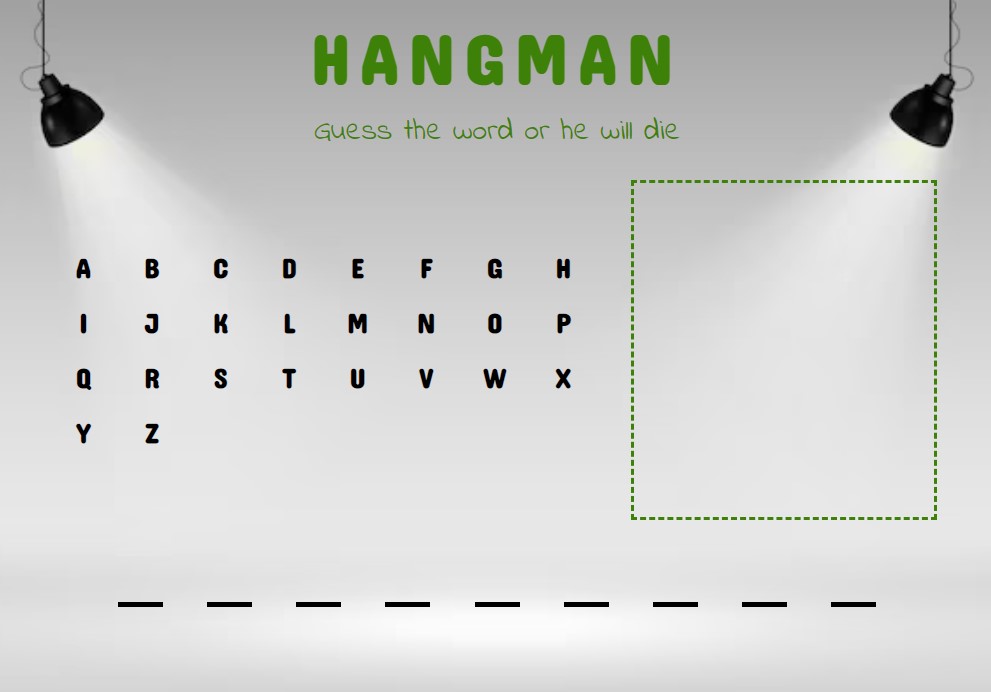 HANGMAN
Guess the word or he will die
A B C D E F G H
I J K L M N O P
Q R S T U V W X
Y Z
_ _ _ _ _ _ _ _ _